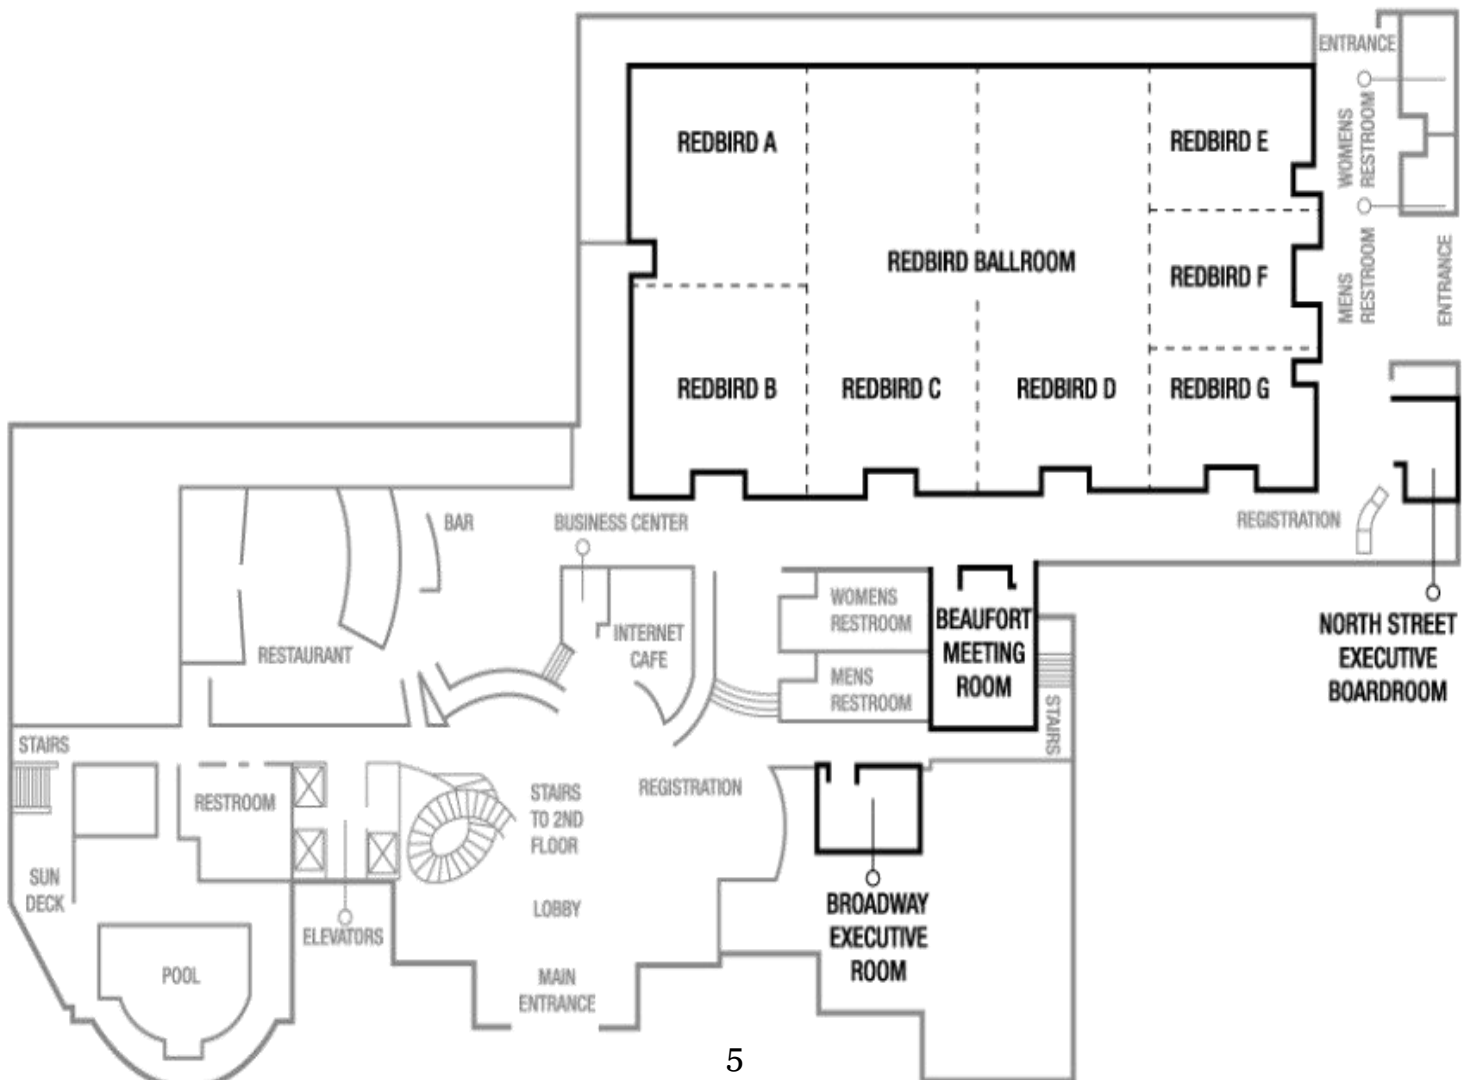 ENTRANCE
WOMENS
RESTROOM
REDBIRD A
REDBIRD E
REDBIRD BALLROOM
REDBIRD F
MENS
RESTROOM
ENTRANCE
REDBIRD B
REDBIRD C
REDBIRD D
REDBIRD G
BAR
BUSINESS CENTER
REGISTRATION
WOMENS
RESTROOM
BEAUFORT
MEETING
ROOM
NORTH STREET
EXECUTIVE
BOARDROOM
INTERNET
CAFE
RESTAURANT
MENS
RESTROOM
STAIRS
STAIRS
RESTROOM
STAIRS
TO 2ND
FLOOR
REGISTRATION
SUN
DECK
LOBBY
ELEVATORS
BROADWAY
EXECUTIVE
ROOM
POOL
MAIN
ENTRANCE
5